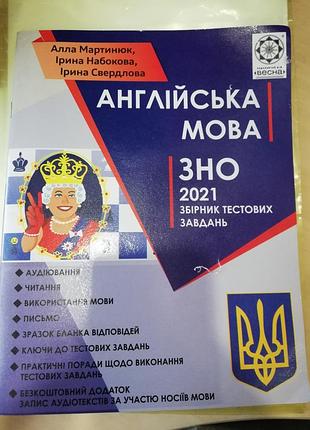 Алла Мартинюк,
Ірина Набокова,
Ірина Свердлова
«ВЕСНА»
АНГЛІЙСЬКА
МОВА
ЗНО
2021
ЗБІРНИК ТЕСТОВИХ
ЗАВДАНЬ
АУДІЮВАННЯ
ЧИТАННЯ
ВИКОРИСТАННЯ МОВИ
ПИСЬМО
ЗРАЗОК БЛАНКА ВІДПОВІДЕЙ
КЛЮЧІ ДО ТЕСТОВИХ ЗАВДАНЬ
ПРАКТИЧНІ ПОРАДИ ЩОДО ВИКОНАННЯ
ТЕСТОВИХ ЗАВДАНЬ
БЕЗКОШТОВНИЙ ДОДАТОК
ЗАПИС АУДІОТЕКСТІВ ЗА УЧАСТЮ НОСІЇВ МОВИ